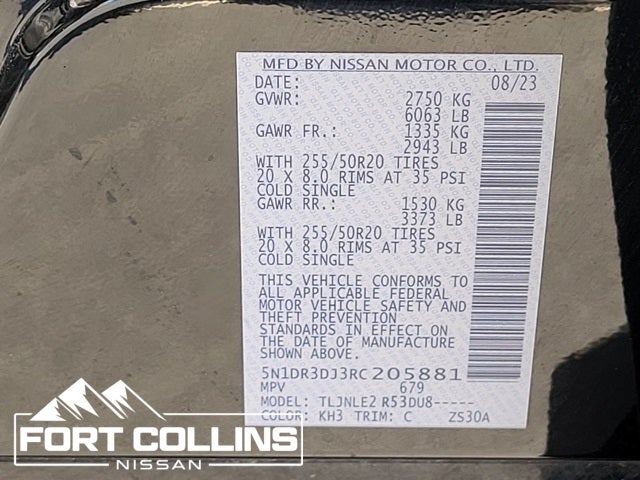 MFD BY NISSAN MOTOR CO., LTD.
DATE: 08/23
GVWR: 2750 KG
6063 LB
GAWR FR.: 1335 KG
2943 LB
WITH 255/50R20 TIRES
20 X 8.0 RIMS AT 35 PSI
COLD SINGLE
GAWR RR.: 1530 KG
3373 LB
WITH 255/50R20 TIRES
20 X 8.0 RIMS AT 35 PSI
COLD SINGLE
THIS VEHICLE CONFORMS TO
ALL APPLICABLE FEDERAL
MOTOR VEHICLE SAFETY AND
THEFT PREVENTION
STANDARDS IN EFFECT ON
THE DATE OF MANUFACTURE
SHOWN ABOVE.
5N1DR3DJ3RC205881
MPV 679
MODEL: TLJNLE2 R53DU8-----
COLOR: KH3 TRIM: C ZS30A
FORT COLLINS
NISSAN